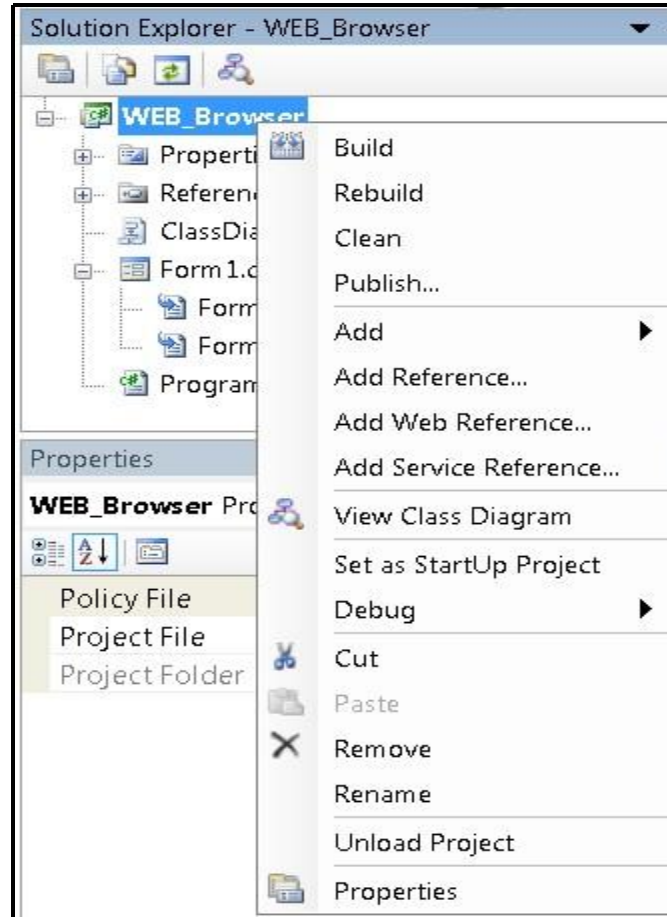 Solution Explorer - WEB_Browser
WEB_Browser
Properti
Referen
ClassDia
Form1.c
Form
Form
Program
Build
Rebuild
Clean
Publish...
Add
Add Reference...
Add Web Reference...
Add Service Reference...
View Class Diagram
Set as StartUp Project
Debug
Cut
Paste
Remove
Rename
Unload Project
Properties
Properties
WEB_Browser Pro
Policy File
Project File
Project Folder